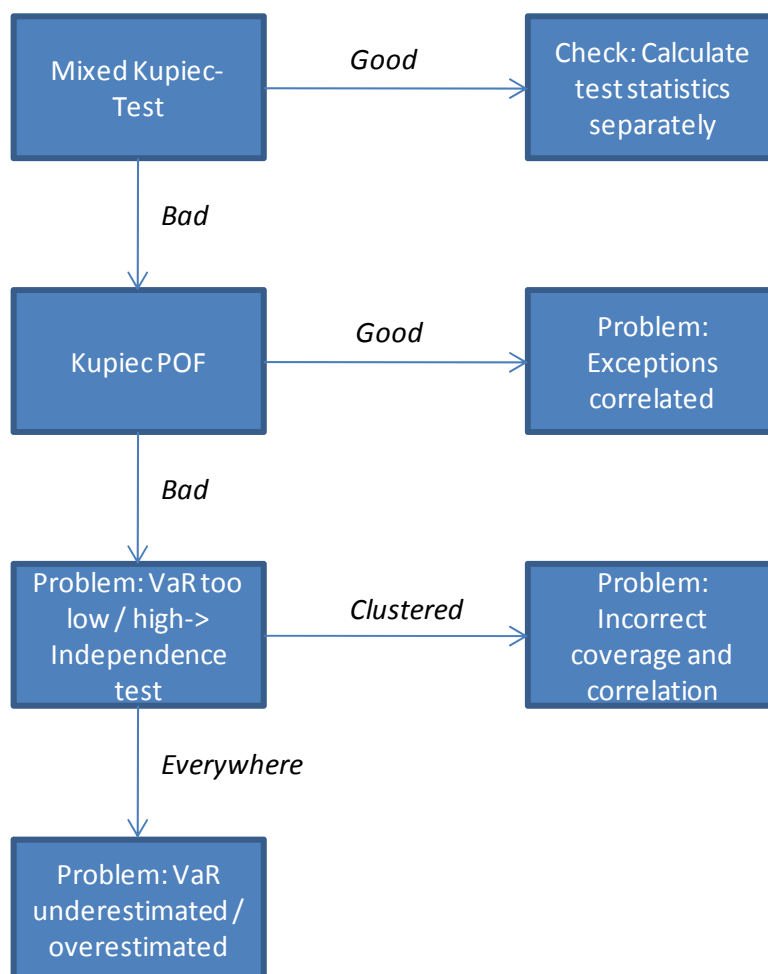 Mixed Kupiec-
Test
Good
Check: Calculate
test statistics
separately
Bad
Kupiec POF
Good
Problem:
Exceptions
correlated
Bad
Problem: VaR too
low / high->
Independence
test
Clustered
Problem:
Incorrect
coverage and
correlation
Everywhere
Problem: VaR
underestimated /
overestimated